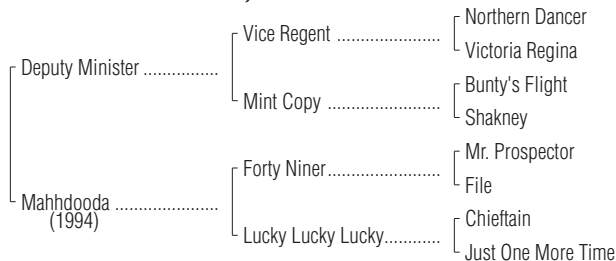 Northern Dancer
Vice Regent ..................
Victoria Regina
Deputy Minister ...............
Bunty's Flight
Mint Copy ....................
Shakney
Mr. Prospector
Forty Niner ....................
File
Mahhdooda ..................
(1994)
Chieftain
Lucky Lucky Lucky............
Just One More Time